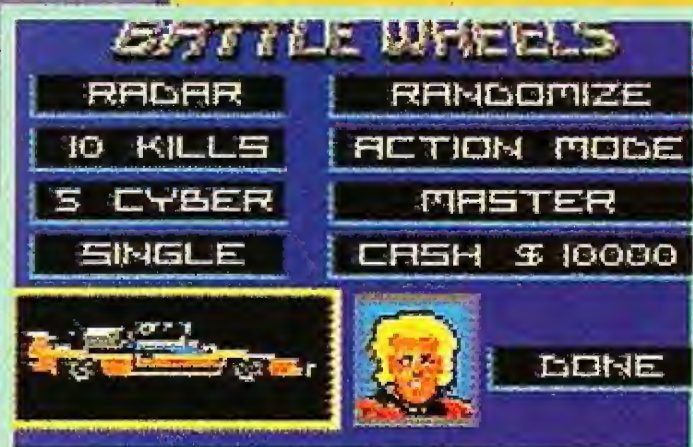 BATTLE WHEELS
RADAR RANDOMIZE
10 KILLS ACTION MODE
5 CYBER MASTER
SINGLE CASH $ 10000
DONE